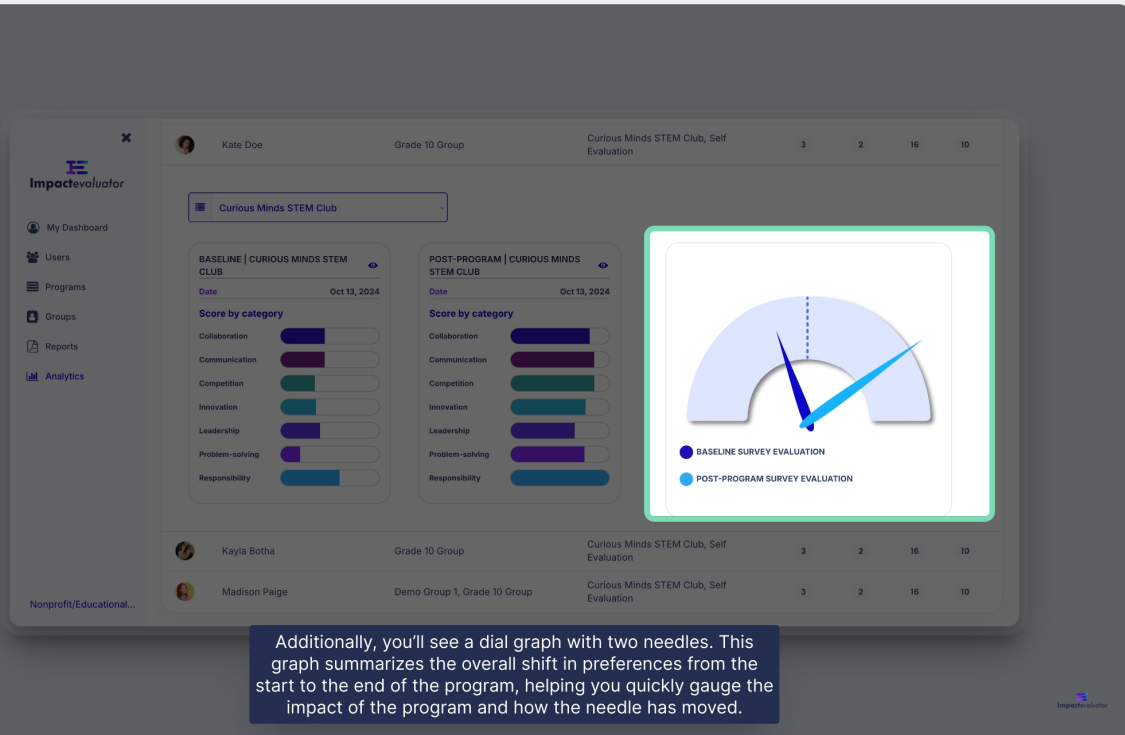 Impactevaluator
My Dashboard
Users
Programs
Groups
Reports
Analytics
Nonprofit/Educational...
Kate Doe
Grade 10 Group
Curious Minds STEM Club, Self
Evaluation
3
2
16
10
Curious Minds STEM Club
BASELINE | CURIOUS MINDS STEM
CLUB
Date Oct 13, 2024
Score by category
Collaboration
Communication
Competition
Innovation
Leadership
Problem-solving
Responsibility
POST-PROGRAM | CURIOUS MINDS
STEM CLUB
Date Oct 13, 2024
Score by category
Collaboration
Communication
Competition
Innovation
Leadership
Problem-solving
Responsibility
BASELINE SURVEY EVALUATION
POST-PROGRAM SURVEY EVALUATION
Kayla Botha
Grade 10 Group
Curious Minds STEM Club, Self
Evaluation
3
2
16
10
Madison Paige
Demo Group 1, Grade 10 Group
Curious Minds STEM Club, Self
Evaluation
3
2
16
10
Additionally, you’ll see a dial graph with two needles. This
graph summarizes the overall shift in preferences from the
start to the end of the program, helping you quickly gauge the
impact of the program and how the needle has moved.
Impactevaluator